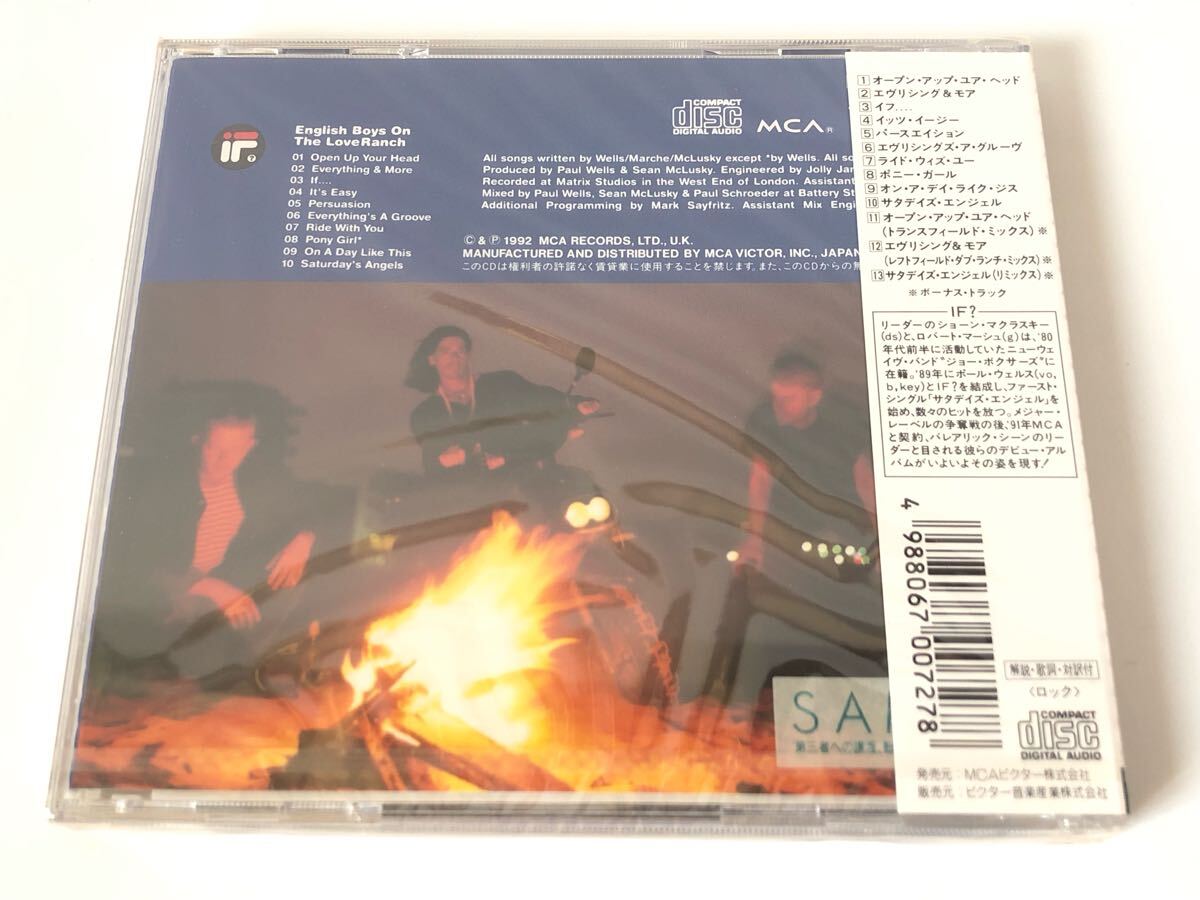 iF?
English Boys On
The LoveRanch
01 Open Up Your Head
02 Everything & More
03 If....
04 It's Easy
05 Persuasion
06 Everything's A Groove
07 Ride With You
08 Pony Girl*
09 On A Day Like This
10 Saturday's Angels
COMPACT
disc
DIGITAL AUDIO
MCA®
All songs written by Wells/Marche/McLusky except *by Wells. All so
Produced by Paul Wells & Sean McLusky. Engineered by Jolly Jar
Recorded at Matrix Studios in the West End of London. Assistant
Mixed by Paul Wells, Sean McLusky & Paul Schroeder at Battery St
Additional Programming by Mark Sayfritz. Assistant Mix Engi
© & ℗ 1992 MCA RECORDS, LTD., U.K.
MANUFACTURED AND DISTRIBUTED BY MCA VICTOR, INC., JAPAN
このCDは権利者の許諾なく賃貸業に使用することを禁じます。また、このCDからの無
SA
第三者への譲渡、
1 オープン・アップ・ユア・ヘッド
2 エヴリシング&モア
3 イフ....
4 イッツ・イージー
5 パースエイション
6 エヴリシングズ・ア・グルーヴ
7 ライド・ウィズ・ユー
8 ポニー・ガール
9 オン・ア・デイ・ライク・ジス
10 サタデイズ・エンジェル
11 オープン・アップ・ユア・ヘッド
(トランスフィールド・ミックス) ※
12 エヴリシング& モア
(レフトフィールド・ダブ・ランチ・ミックス) ※
13 サタデイズ・エンジェル(リミックス) ※
※ボーナス・トラック
IF?
リーダーのショーン・マクラスキー
(ds)と、ロバート・マーシュ(g)は、'80
年代前半に活動していたニューウェ
イヴ・バンド"ジョー・ボクサーズ"に
在籍。'89年にポール・ウェルス(vo,
b,key)とIF?を結成し、ファースト・
シングル「サタデイズ・エンジェル」を
始め、数々のヒットを放つ。メジャー・
レーベルの争奪戦の後、'91年MCA
と契約、バレアリック・シーンのリーダ
ーと目される彼らのデビュー・アル
バムがいよいよその姿を現す!
4 988067 007278
解説・歌詞・対訳付
〈ロック〉
COMPACT
disc
DIGITAL AUDIO
発売元:MCAビクター株式会社
販売元:ビクター音楽産業株式会社